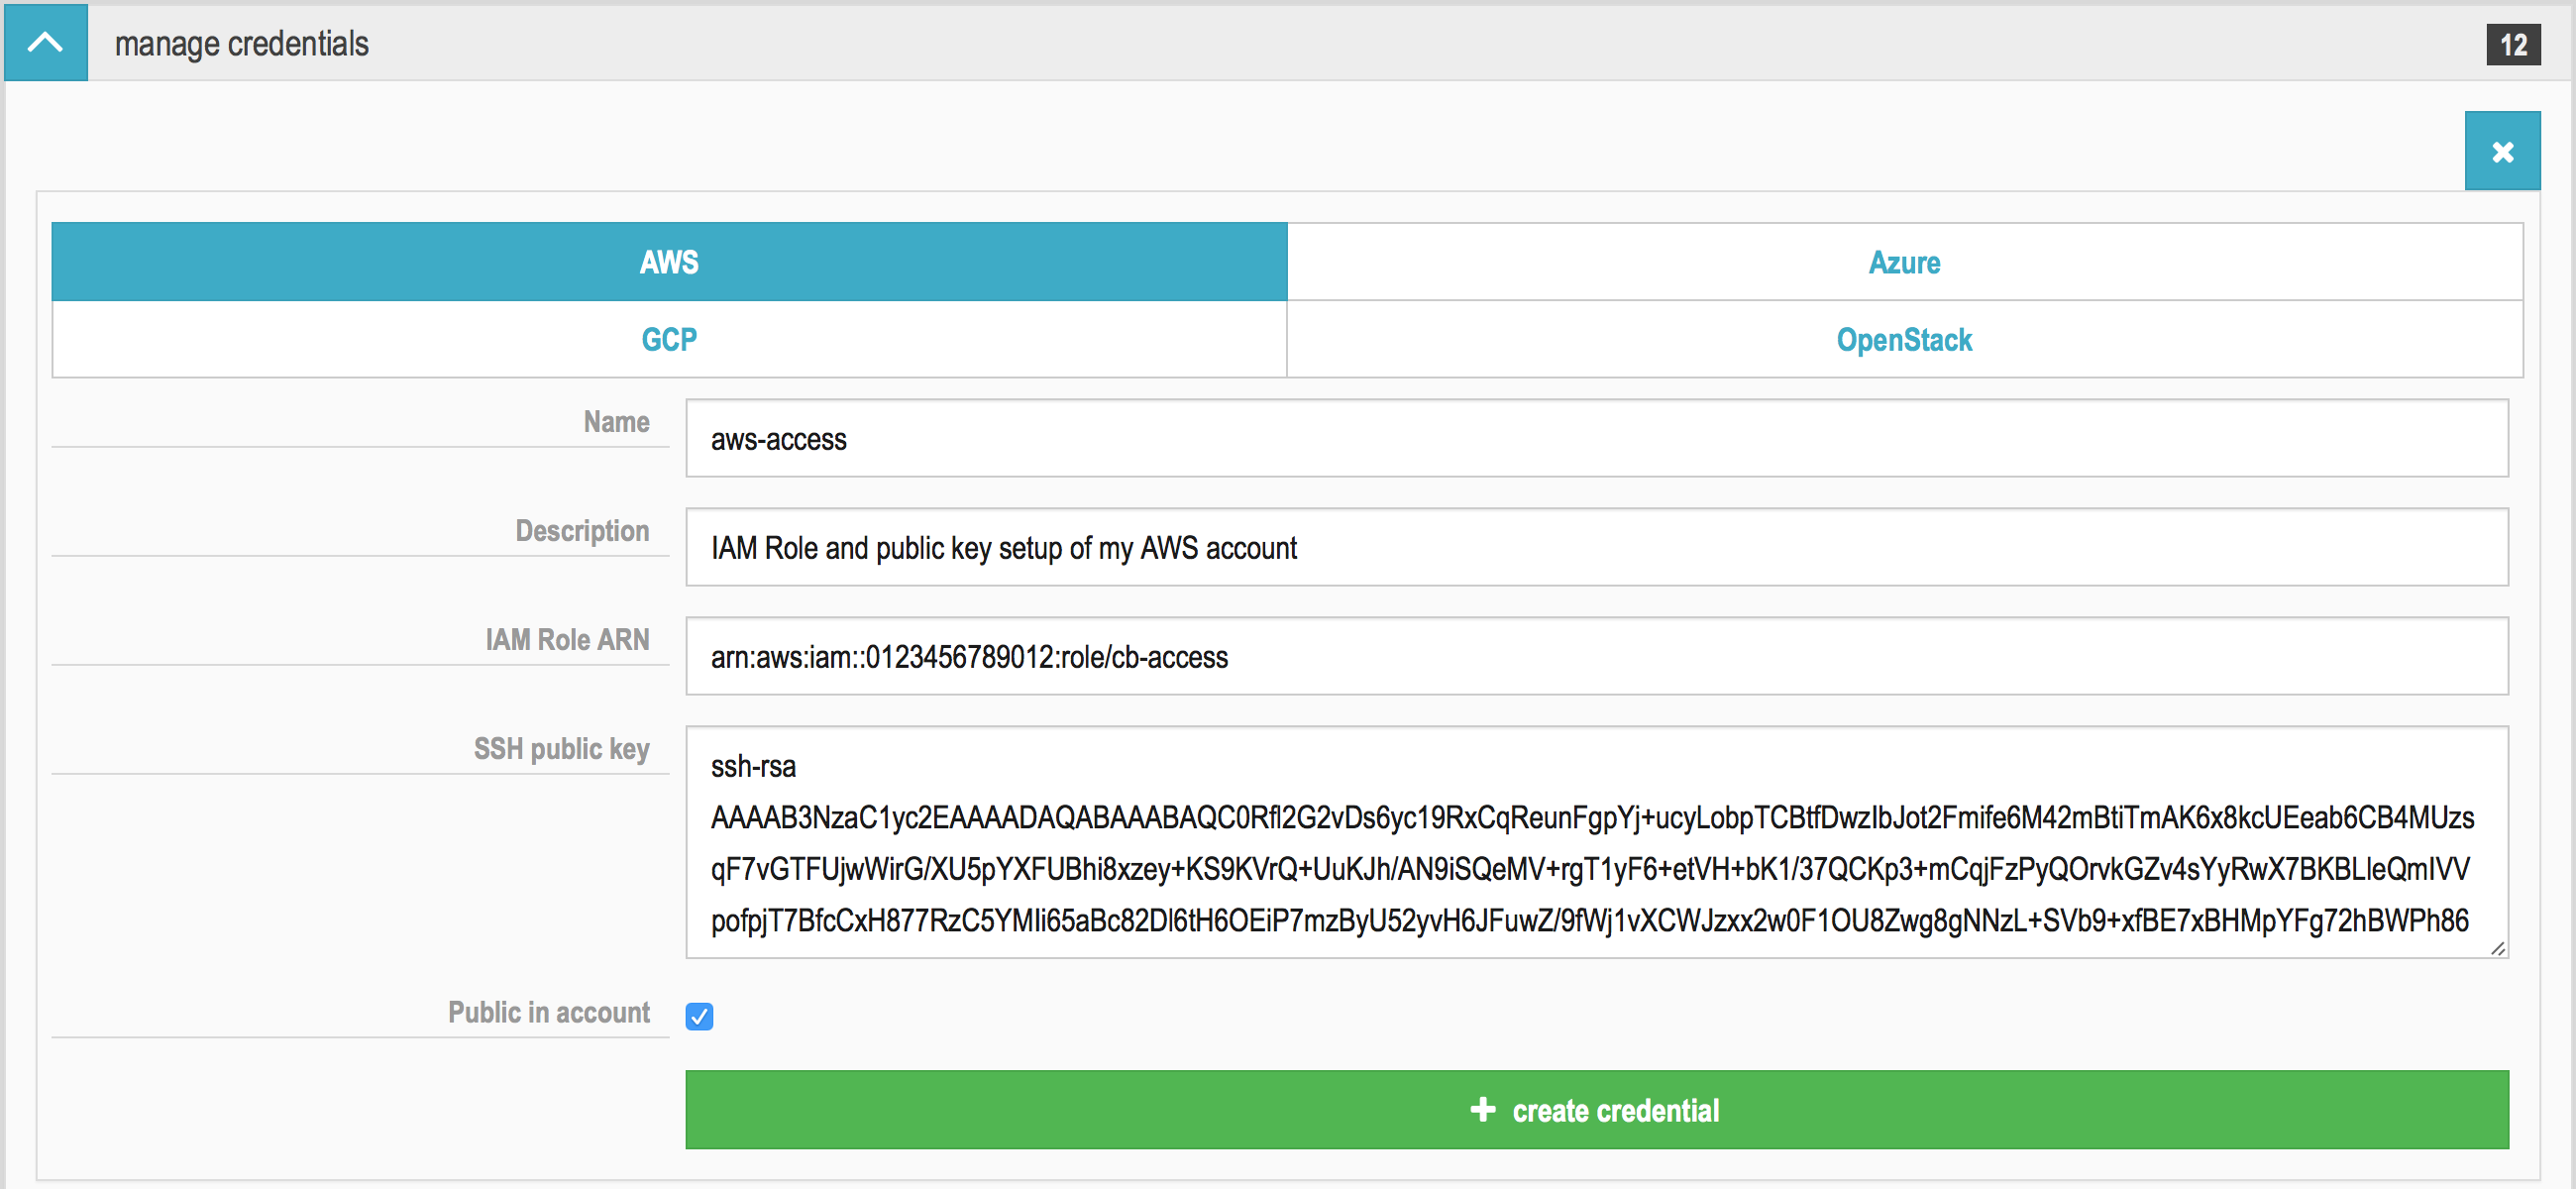 manage credentials
12
AWS
Azure
GCP
OpenStack
Name
aws-access
Description
IAM Role and public key setup of my AWS account
IAM Role ARN
arn:aws:iam::0123456789012:role/cb-access
SSH public key
ssh-rsa
AAAAB3NzaC1yc2EAAAADAQABAAABAQC0Rfl2G2vDs6yc19RxCqReunFgpYj+ucyLobpTCBtfDwzIbJot2Fmife6M42mBtiTmAK6x8kcUEeab6CB4MUzs
qF7vGTFUjwWirG/XU5pYXFUBhi8xzey+KS9KVrQ+UuKJh/AN9iSQeMV+rgT1yF6+etVH+bK1/37QCKp3+mCqjFzPyQOrvkGZv4sYyRwX7BKBLleQmIVV
pofpjT7BfcCxH877RzC5YMIi65aBc82Dl6tH6OEiP7mzByU52yvH6JFuwZ/9fWj1vXCWJzxx2w0F1OU8Zwg8gNNzL+SVb9+xfBE7xBHMpYFg72hBWPh86
Public in account
create credential